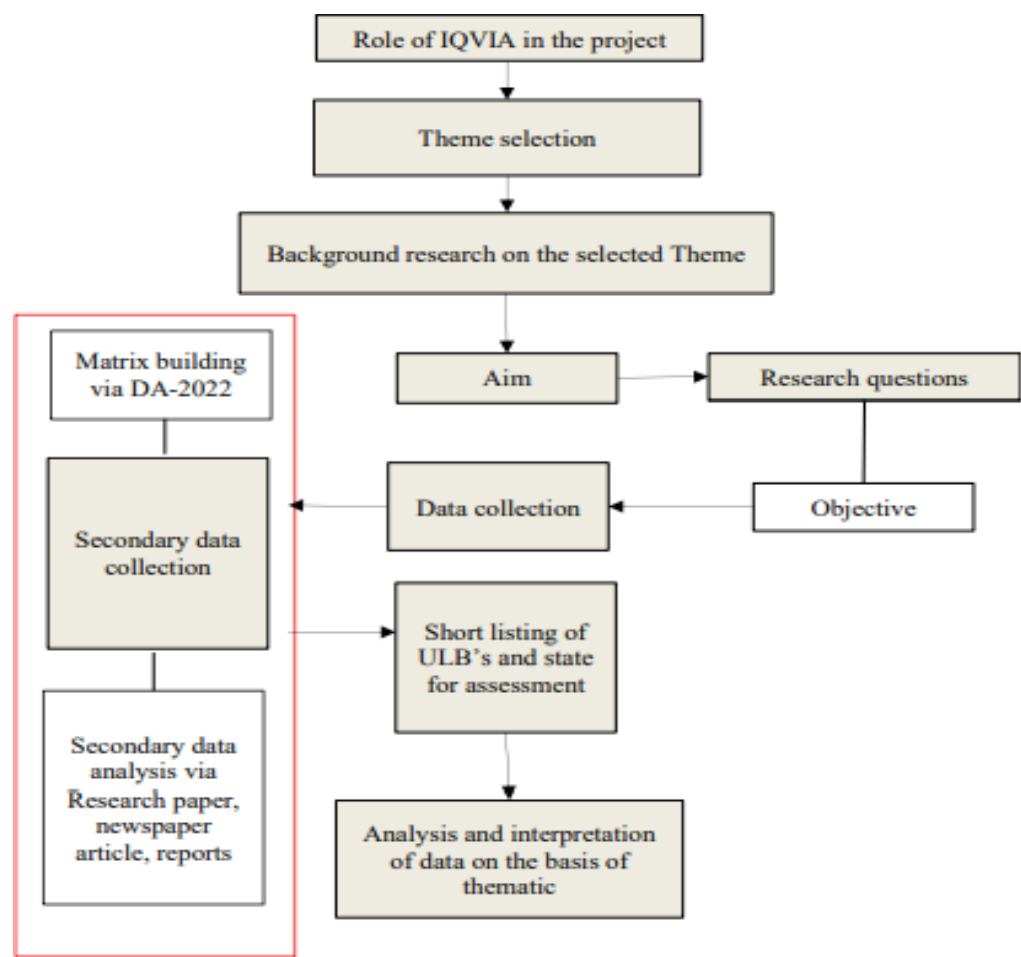 Role of IQVIA in the project
Theme selection
Background research on the selected Theme
Aim
Research questions
Objective
Data collection
Matrix building
via DA-2022
Secondary data
collection
Secondary data
analysis via
Research paper,
newspaper
article, reports
Short listing of
ULB's and state
for assessment
Analysis and interpretation
of data on the basis of
thematic